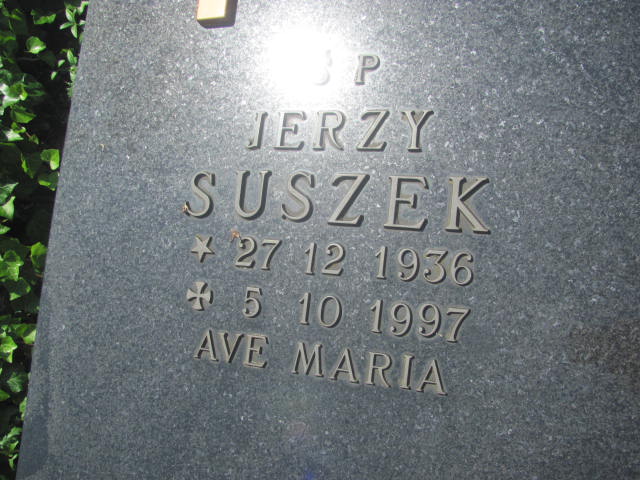 Ś P
JERZY
SUSZEK
★ 27 12 1936
✠ 5 10 1997
AVE MARIA